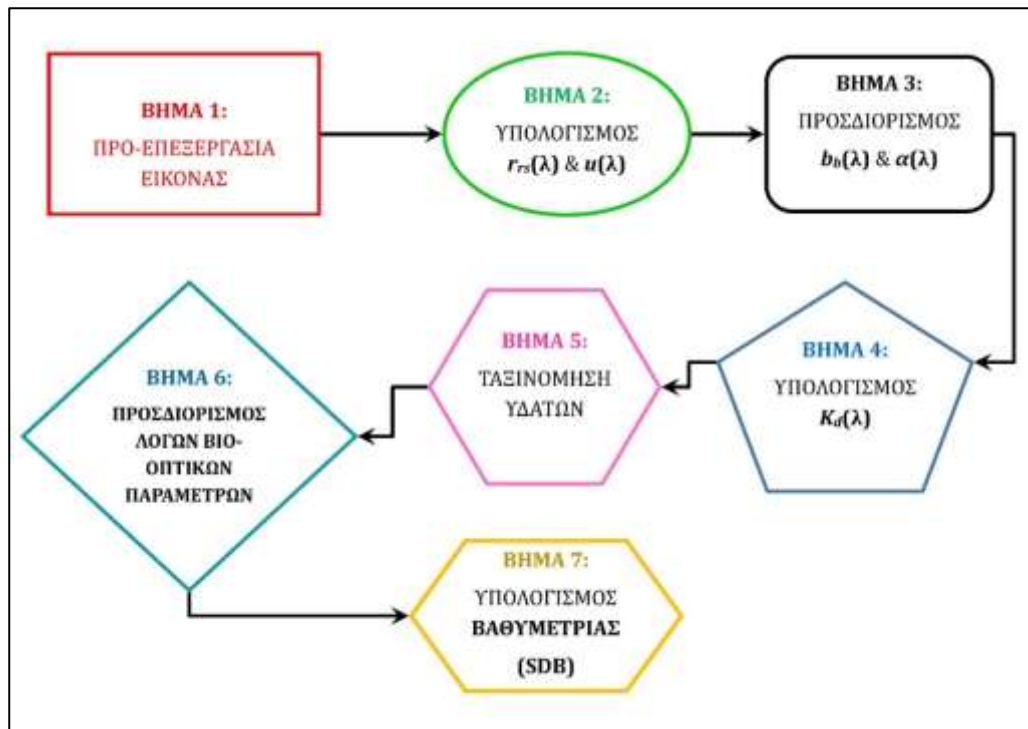 ΒΗΜΑ 1:
ΠΡΟ-ΕΠΕΞΕΡΓΑΣΙΑ
ΕΙΚΟΝΑΣ
ΒΗΜΑ 2:
ΥΠΟΛΟΓΙΣΜΟΣ
rrs(λ) & u(λ)
ΒΗΜΑ 3:
ΠΡΟΣΔΙΟΡΙΣΜΟΣ
bb(λ) & α(λ)
ΒΗΜΑ 4:
ΥΠΟΛΟΓΙΣΜΟΣ
Kd(λ)
ΒΗΜΑ 5:
ΤΑΞΙΝΟΜΗΣΗ
ΥΔΑΤΩΝ
ΒΗΜΑ 6:
ΠΡΟΣΔΙΟΡΙΣΜΟΣ
ΛΟΓΩΝ ΒΙΟ-
ΟΠΤΙΚΩΝ
ΠΑΡΑΜΕΤΡΩΝ
ΒΗΜΑ 7:
ΥΠΟΛΟΓΙΣΜΟΣ
ΒΑΘΥΜΕΤΡΙΑΣ
(SDB)